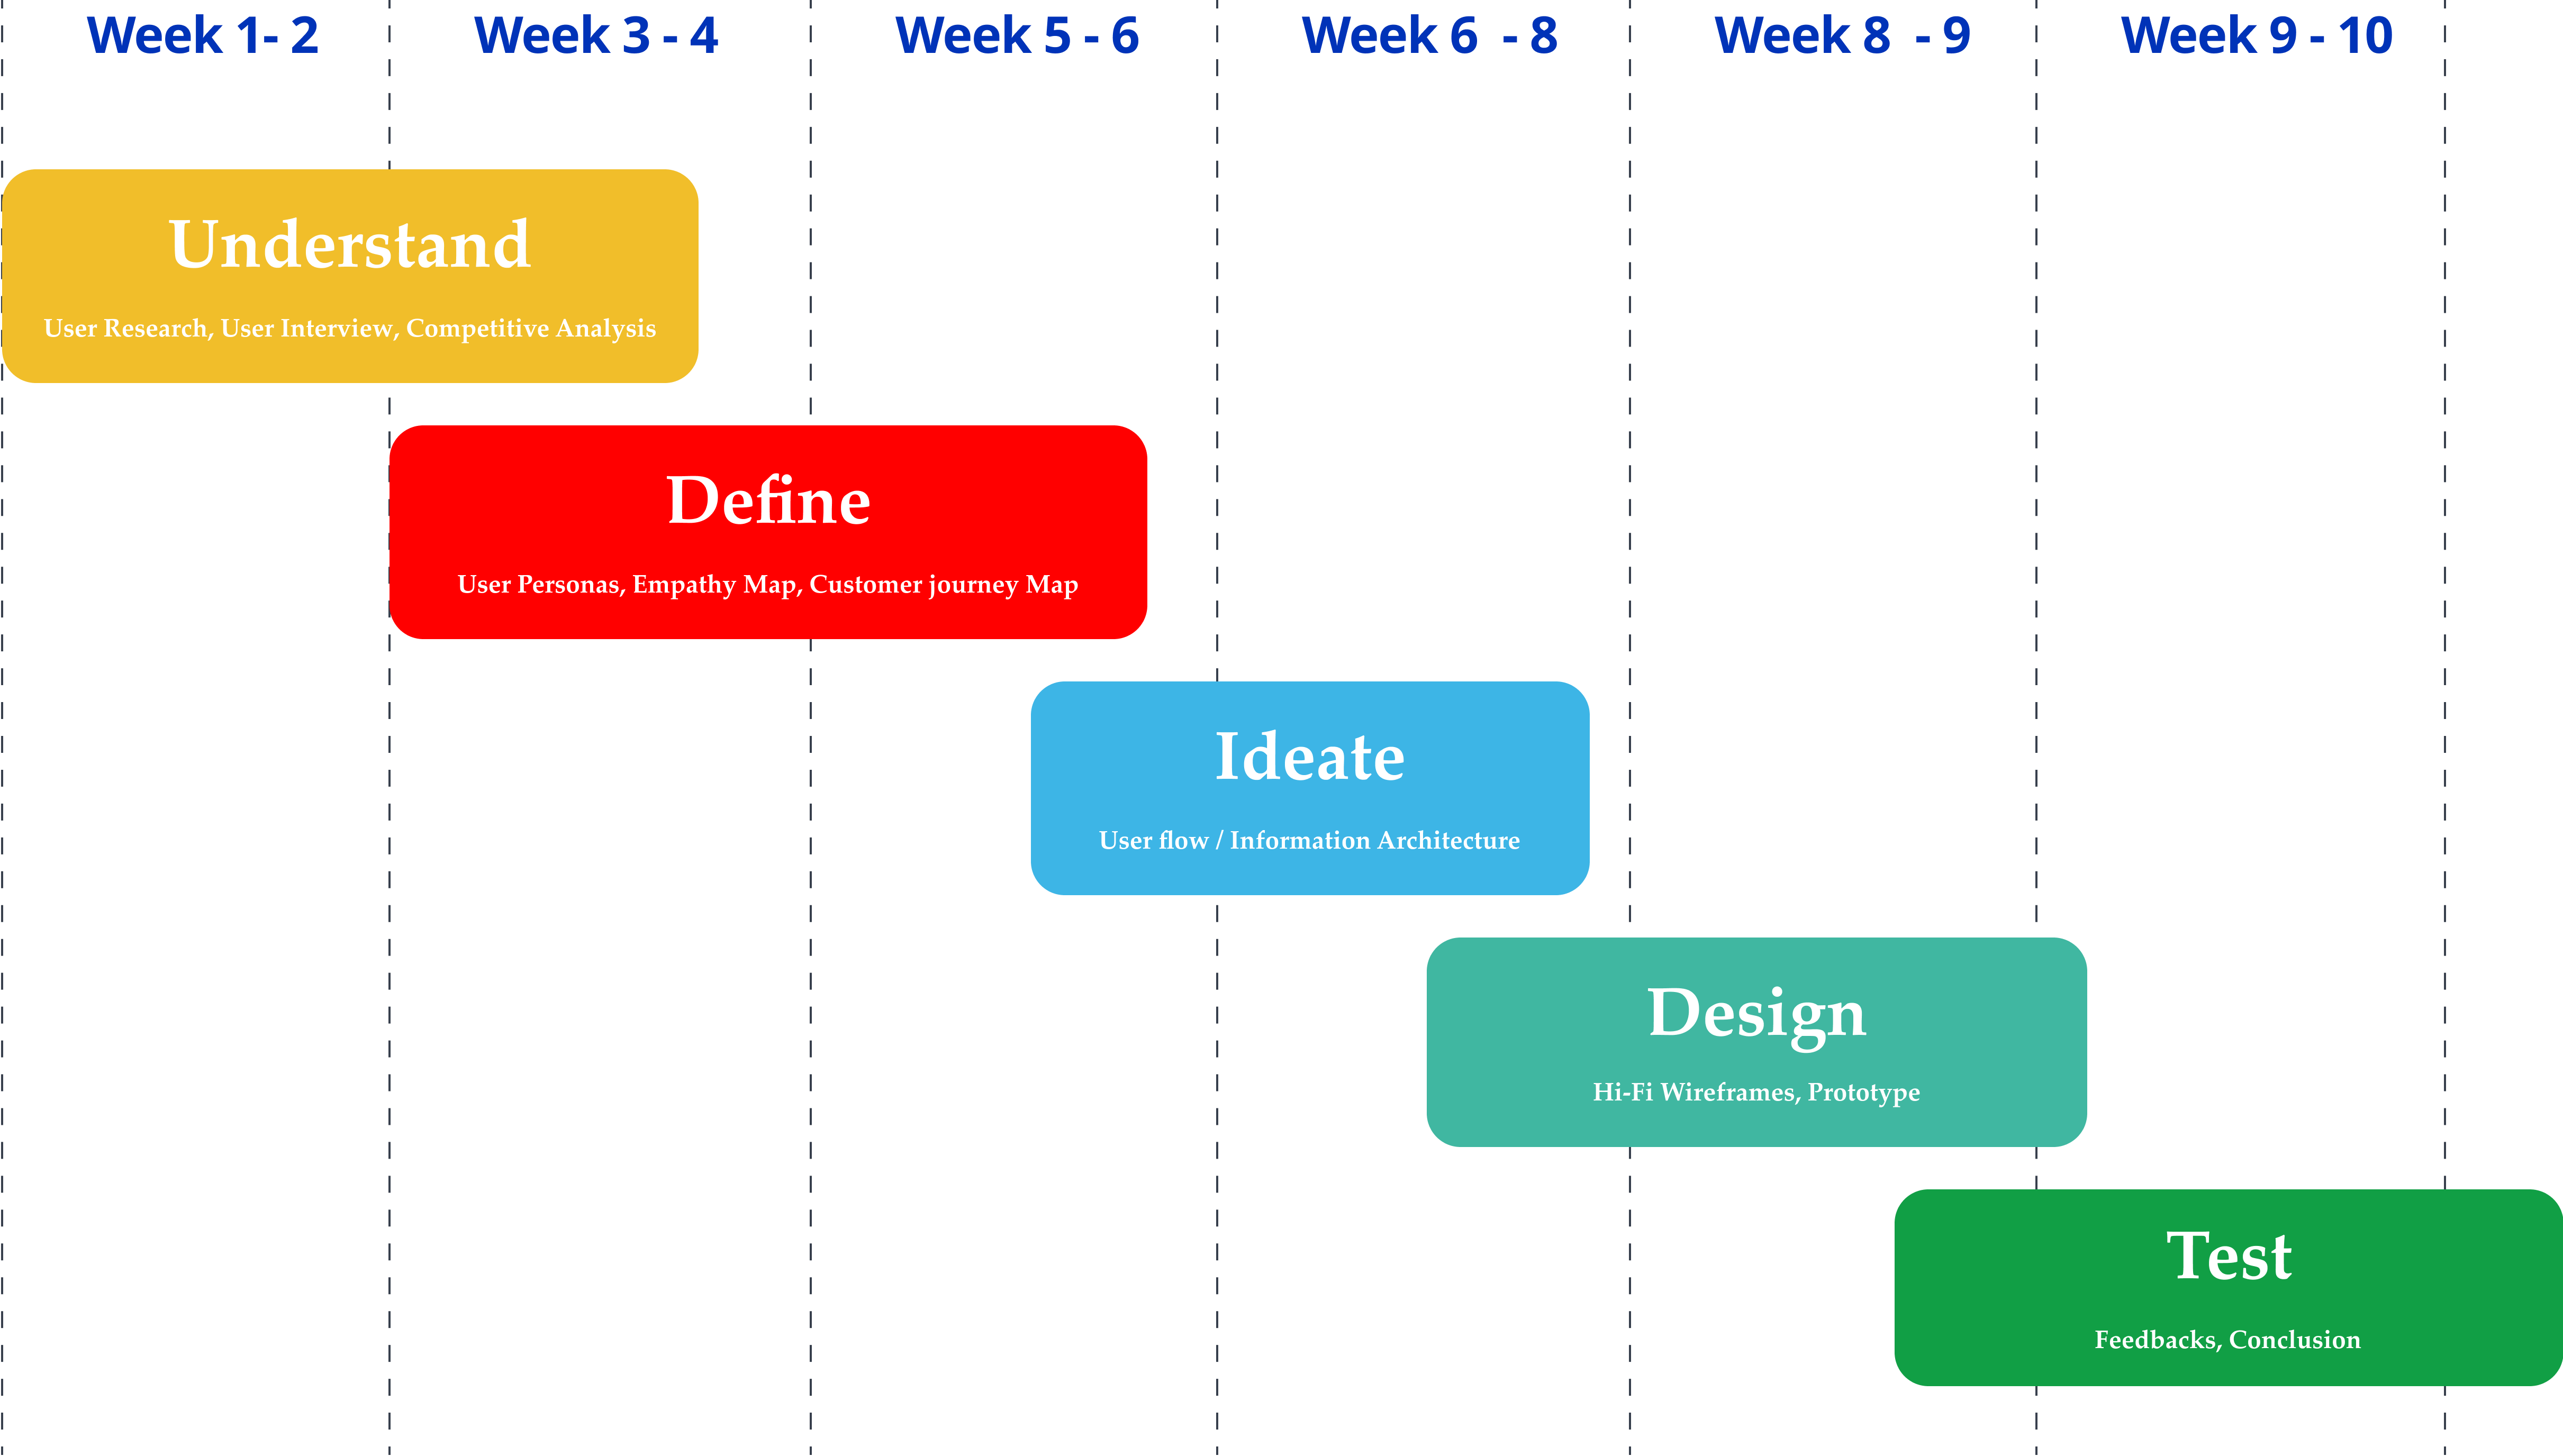 Week 1- 2
Week 3 - 4
Week 5 - 6
Week 6  - 8
Week 8  - 9
Week 9 - 10
Understand
User Research, User Interview, Competitive Analysis
Define
User Personas, Empathy Map, Customer journey Map
Ideate
User flow / Information Architecture
Design
Hi-Fi Wireframes, Prototype
Test
Feedbacks, Conclusion